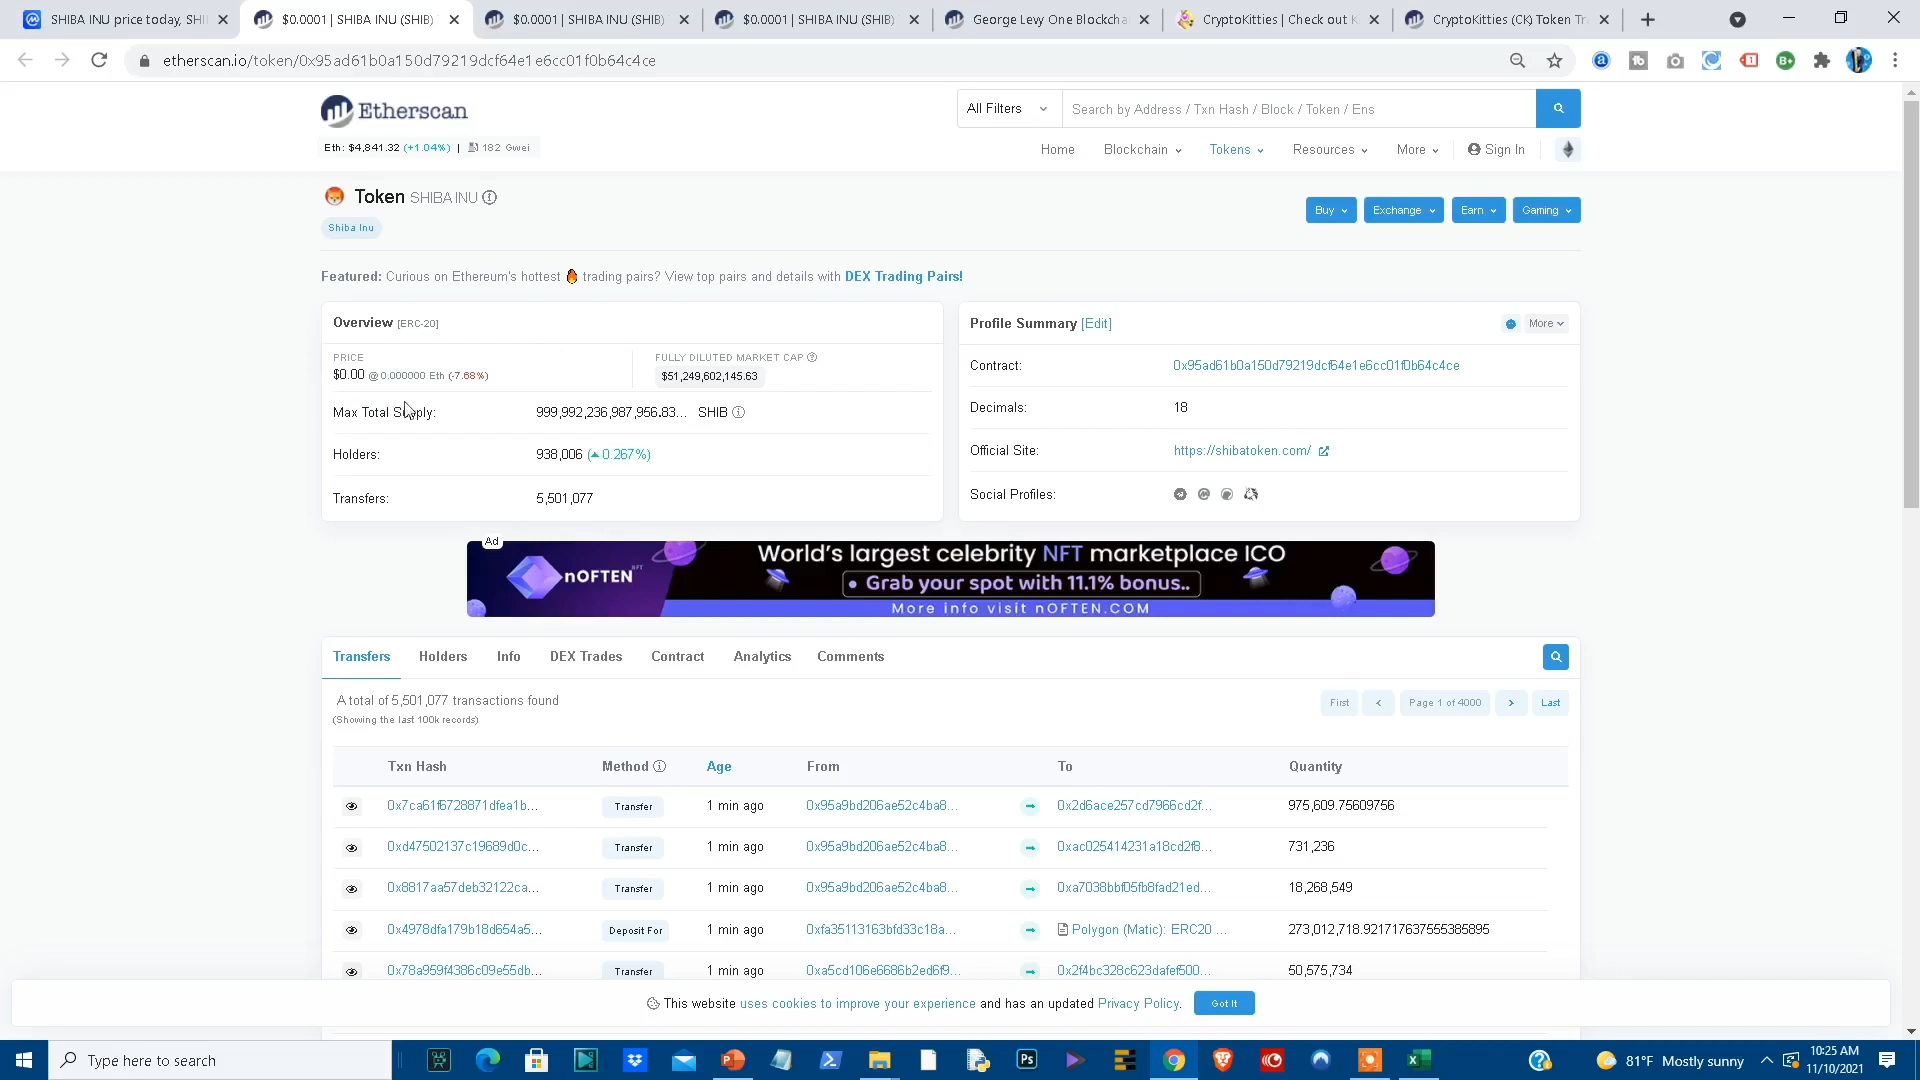 SHIBA INU price today, SHI
$0.0001 | SHIBA INU (SHIB)
$0.0001 | SHIBA INU (SHIB)
$0.0001 | SHIBA INU (SHIB)
George Levy One Blockcha
CryptoKitties | Check out K
CryptoKitties (CK) Token Tr
etherscan.io/token/0x95ad61b0a150d79219dcf64e1e6cc01f0b64c4ce
Etherscan
All Filters
Search by Address / Txn Hash / Block / Token / Ens
Eth: $4,841.32 (+1.04%) | 182 Gwei
Home Blockchain Tokens Resources More Sign In
Token SHIBA INU
Shiba Inu
Buy Exchange Earn Gaming
Featured: Curious on Ethereum's hottest trading pairs? View top pairs and details with DEX Trading Pairs!
Overview [ERC-20]
PRICE
$0.00 @ 0.000000 Eth (-7.68%)
FULLY DILUTED MARKET CAP
$51,249,602,145.63
Max Total Supply: 999,992,236,987,956.83... SHIB
Holders: 938,006 (0.267%)
Transfers: 5,501,077
Profile Summary [Edit]
More
Contract: 0x95ad61b0a150d79219dcf64e1e6cc01f0b64c4ce
Decimals: 18
Official Site: https://shibatoken.com/
Social Profiles:
Ad
nOFTEN NFT
World's largest celebrity NFT marketplace ICO
• Grab your spot with 11.1% bonus..
More info visit nOFTEN.COM
Transfers Holders Info DEX Trades Contract Analytics Comments
A total of 5,501,077 transactions found
(Showing the last 100k records)
First < Page 1 of 4000 > Last
Txn Hash Method Age From To Quantity
0x7ca61f6728871dfea1b... Transfer 1 min ago 0x95a9bd206ae52c4ba8... 0x2d6ace257cd7966cd2f... 975,609.75609756
0xd47502137c19689d0c... Transfer 1 min ago 0x95a9bd206ae52c4ba8... 0xac025414231a18cd2f8... 731,236
0x8817aa57deb32122ca... Transfer 1 min ago 0x95a9bd206ae52c4ba8... 0xa7038bbf05fb8fad21ed... 18,268,549
0x4978dfa179b18d654a5... Deposit For 1 min ago 0xfa35113163bfd33c18a... Polygon (Matic): ERC20 ... 273,012,718.921717637555385895
0x78a959f4386c09e55db... Transfer 1 min ago 0xa5cd106e6686b2ed6f9... 0x2f4bc328c623dafef500... 50,575,734
This website uses cookies to improve your experience and has an updated Privacy Policy.
Got It
Type here to search
81°F Mostly sunny
10:25 AM
11/10/2021